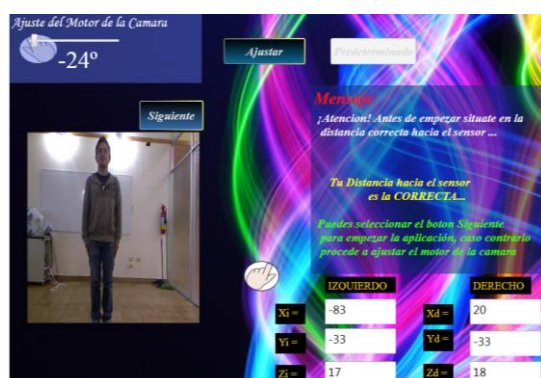 Ajuste del Motor de la Camara
-24º
Ajustar
Predeterminado
Siguiente
Mensaje
¡Atencion! Antes de empezar situate en la
distancia correcta hacia el sensor ...
Tu Distancia hacia el sensor
es la CORRECTA...
Puedes seleccionar el boton Siguiente
para empezar la aplicación, caso contrario
procede a ajustar el motor de la camara
IZQUIERDO
Xi = -83
Yi = -33
Zi = 17
DERECHO
Xd = 20
Yd = -33
Zd = 18